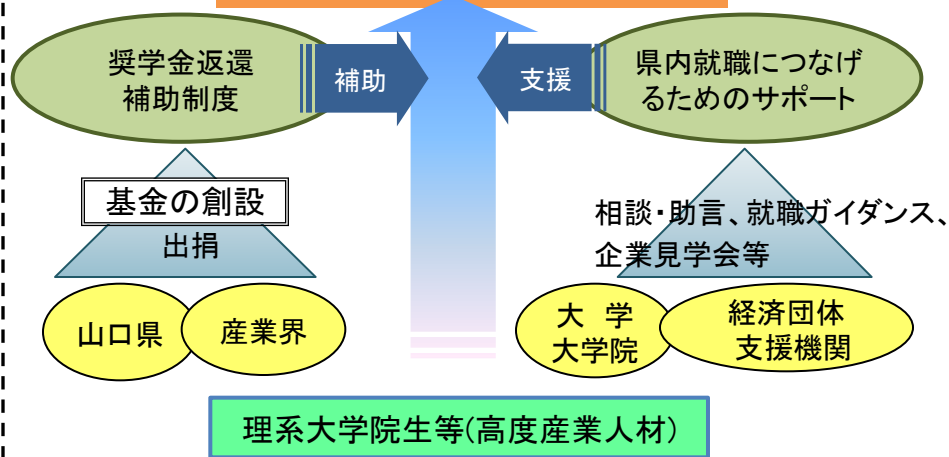 奨学金返還
補助制度
補助
支援
県内就職につなげ
るためのサポート
基金の創設
出捐
相談・助言、就職ガイダンス、
企業見学会等
山口県
産業界
大　学
大学院
経済団体
支援機関
理系大学院生等(高度産業人材)